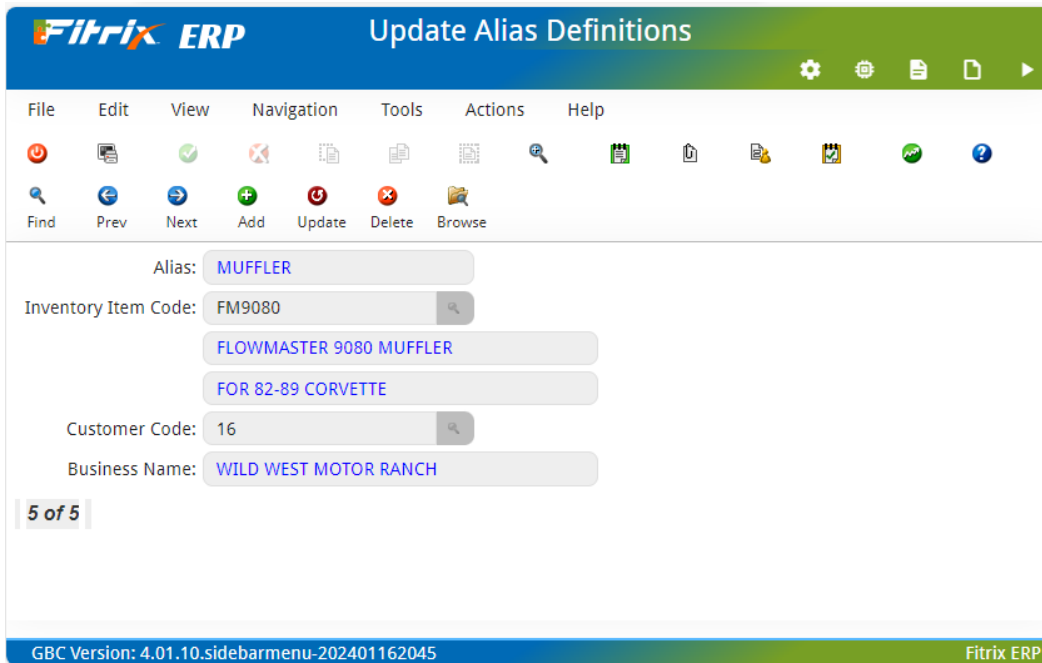 Fitrix ERP Update Alias Definitions
File Edit View Navigation Tools Actions Help
Find Prev Next Add Update Delete Browse
Alias: MUFFLER
Inventory Item Code: FM9080
FLOWMASTER 9080 MUFFLER
FOR 82-89 CORVETTE
Customer Code: 16
Business Name: WILD WEST MOTOR RANCH
5 of 5
GBC Version: 4.01.10.sidebarmenu-202401162045 Fitrix ERP